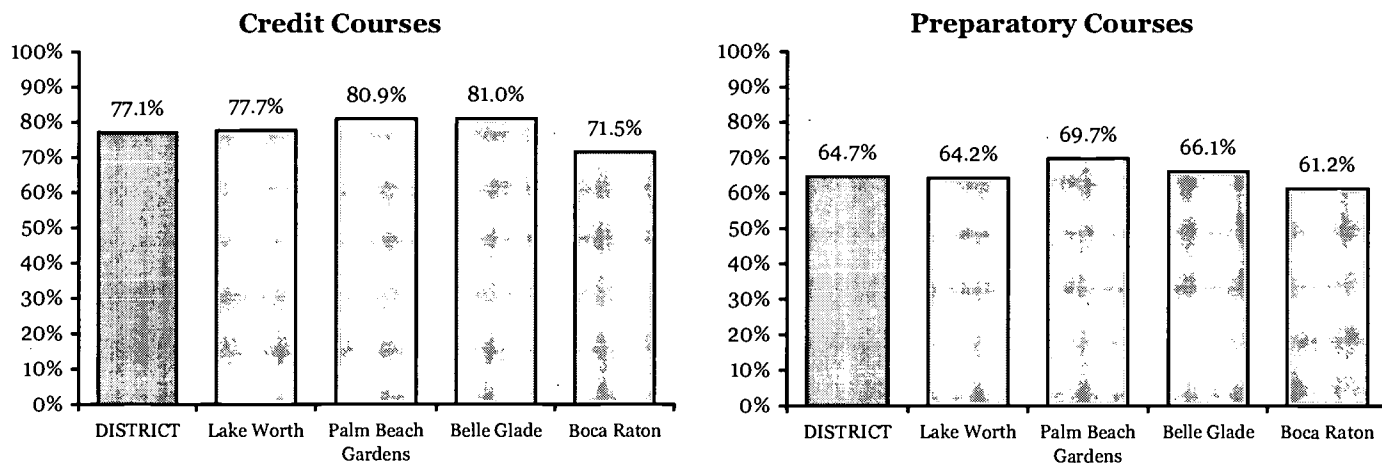 Credit Courses
100%
90%
80%
70%
60%
50%
40%
30%
20%
10%
0%
77.1%
77.7%
80.9%
81.0%
71.5%
DISTRICT
Lake Worth
Palm Beach
Gardens
Belle Glade
Boca Raton
Preparatory Courses
100%
90%
80%
70%
60%
50%
40%
30%
20%
10%
0%
64.7%
64.2%
69.7%
66.1%
61.2%
DISTRICT
Lake Worth
Palm Beach
Gardens
Belle Glade
Boca Raton